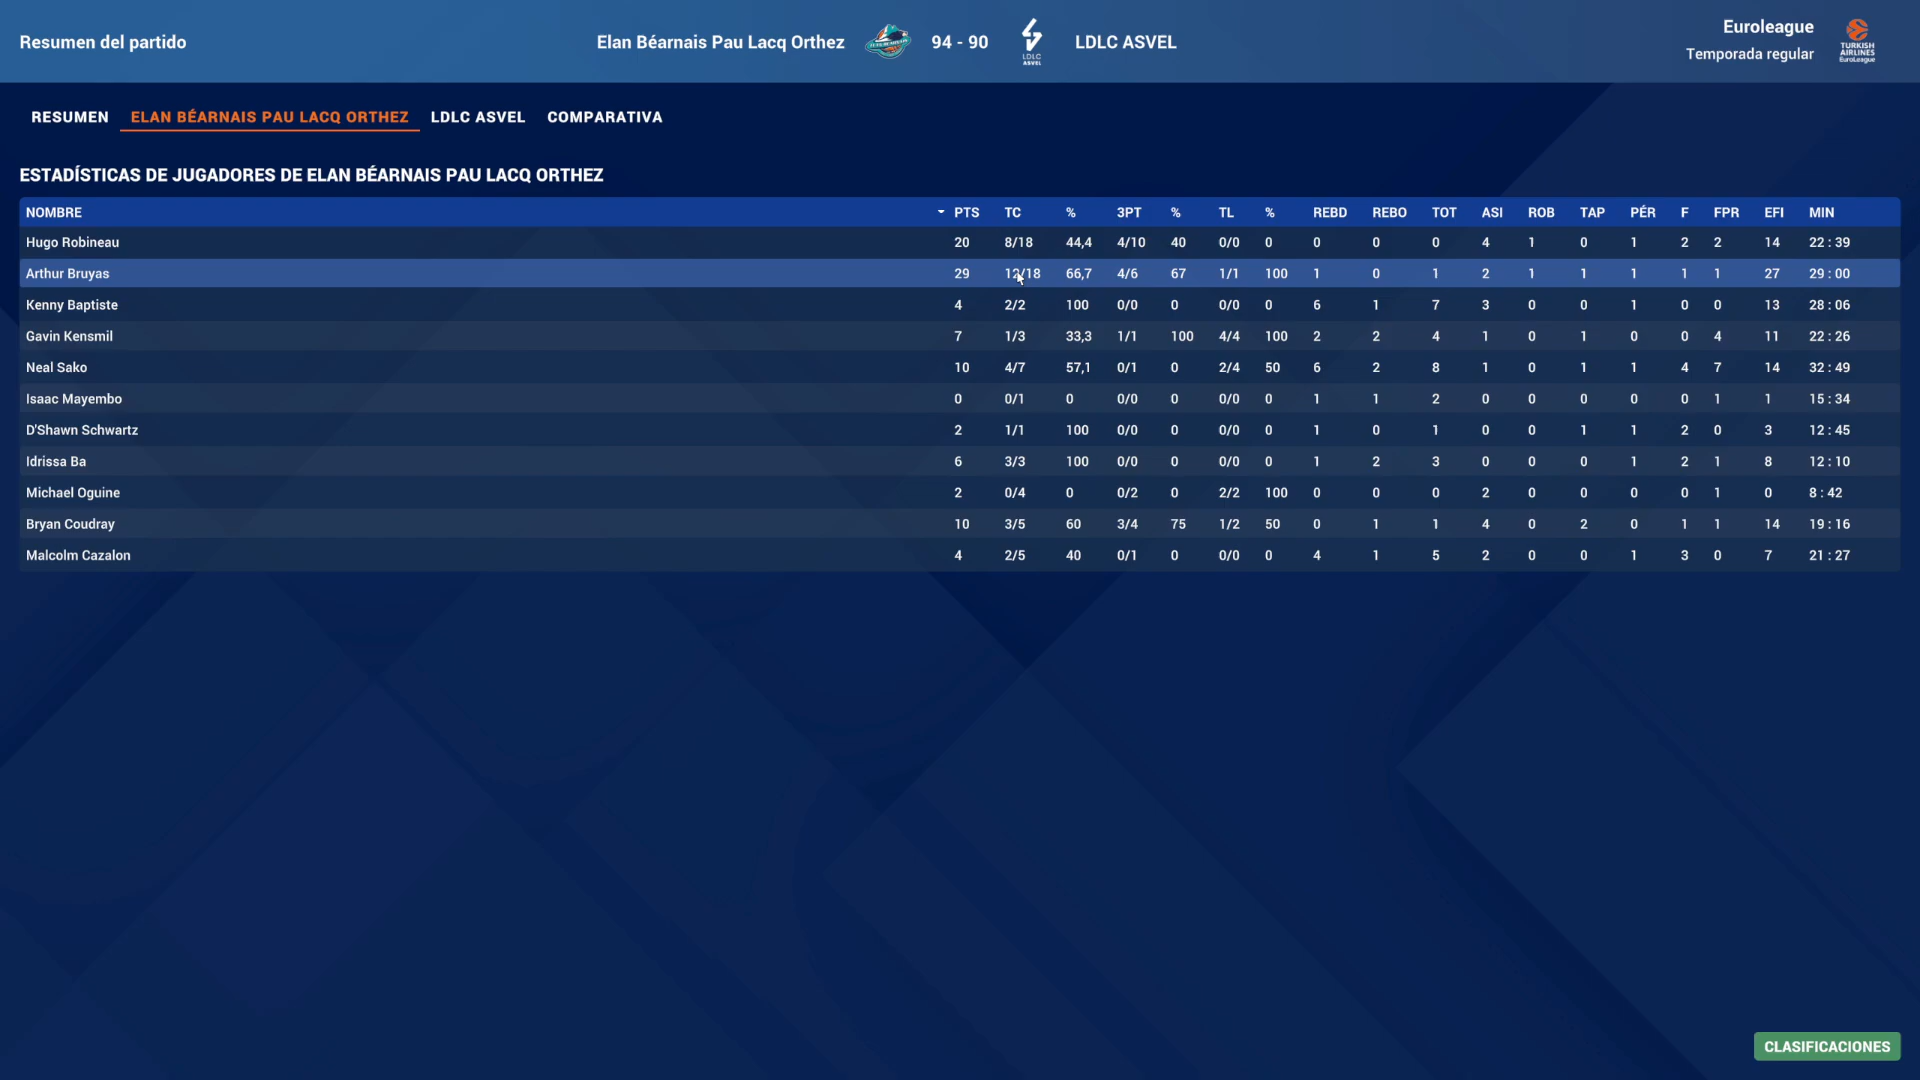 Resumen del partido
Elan Béarnais Pau Lacq Orthez 94 - 90 LDLC ASVEL LDLC ASVEL
Euroleague
Temporada regular
TURKISH AIRLINES EuroLeague
RESUMEN ELAN BÉARNAIS PAU LACQ ORTHEZ LDLC ASVEL COMPARATIVA
ESTADÍSTICAS DE JUGADORES DE ELAN BÉARNAIS PAU LACQ ORTHEZ
NOMBRE PTS TC % 3PT % TL % REBD REBO TOT ASI ROB TAP PÉR F FPR EFI MIN
Hugo Robineau 20 8/18 44,4 4/10 40 0/0 0 0 0 0 4 1 0 1 2 2 14 22 : 39
Arthur Bruyas 29 12/18 66,7 4/6 67 1/1 100 1 0 1 2 1 1 1 1 1 27 29 : 00
Kenny Baptiste 4 2/2 100 0/0 0 0/0 0 6 1 7 3 0 0 1 0 0 13 28 : 06
Gavin Kensmil 7 1/3 33,3 1/1 100 4/4 100 2 2 4 1 0 1 0 0 4 11 22 : 26
Neal Sako 10 4/7 57,1 0/1 0 2/4 50 6 2 8 1 0 1 1 4 7 14 32 : 49
Isaac Mayembo 0 0/1 0 0/0 0 0/0 0 1 1 2 0 0 0 0 0 1 1 15 : 34
D'Shawn Schwartz 2 1/1 100 0/0 0 0/0 0 1 0 1 0 0 1 1 2 0 3 12 : 45
Idrissa Ba 6 3/3 100 0/0 0 0/0 0 1 2 3 0 0 0 1 2 1 8 12 : 10
Michael Oguine 2 0/4 0 0/2 0 2/2 100 0 0 0 2 0 0 0 0 1 0 8 : 42
Bryan Coudray 10 3/5 60 3/4 75 1/2 50 0 1 1 4 0 2 0 1 1 14 19 : 16
Malcolm Cazalon 4 2/5 40 0/1 0 0/0 0 4 1 5 2 0 0 1 3 0 7 21 : 27
CLASIFICACIONES